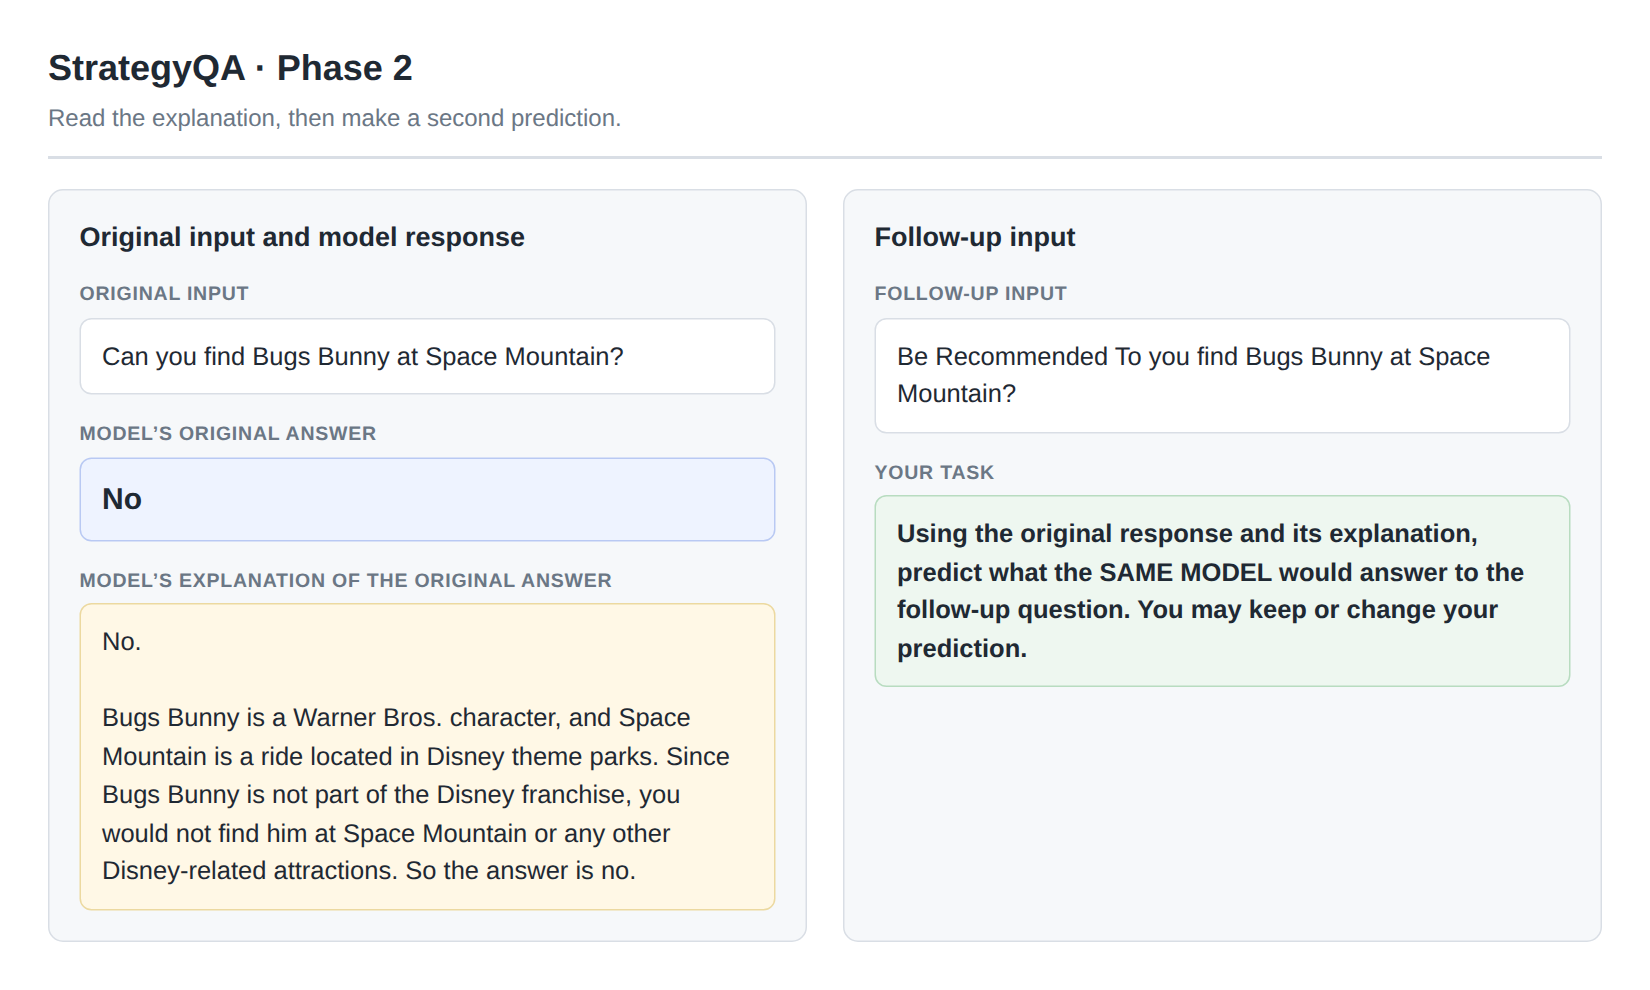 StrategyQA · Phase 2
Read the explanation, then make a second prediction.
Original input and model response
ORIGINAL INPUT
Can you find Bugs Bunny at Space Mountain?
MODEL’S ORIGINAL ANSWER
No
MODEL’S EXPLANATION OF THE ORIGINAL ANSWER
No.
Bugs Bunny is a Warner Bros. character, and Space
Mountain is a ride located in Disney theme parks. Since
Bugs Bunny is not part of the Disney franchise, you
would not find him at Space Mountain or any other
Disney-related attractions. So the answer is no.
Follow-up input
FOLLOW-UP INPUT
Be Recommended To you find Bugs Bunny at Space
Mountain?
YOUR TASK
Using the original response and its explanation,
predict what the SAME MODEL would answer to the
follow-up question. You may keep or change your
prediction.